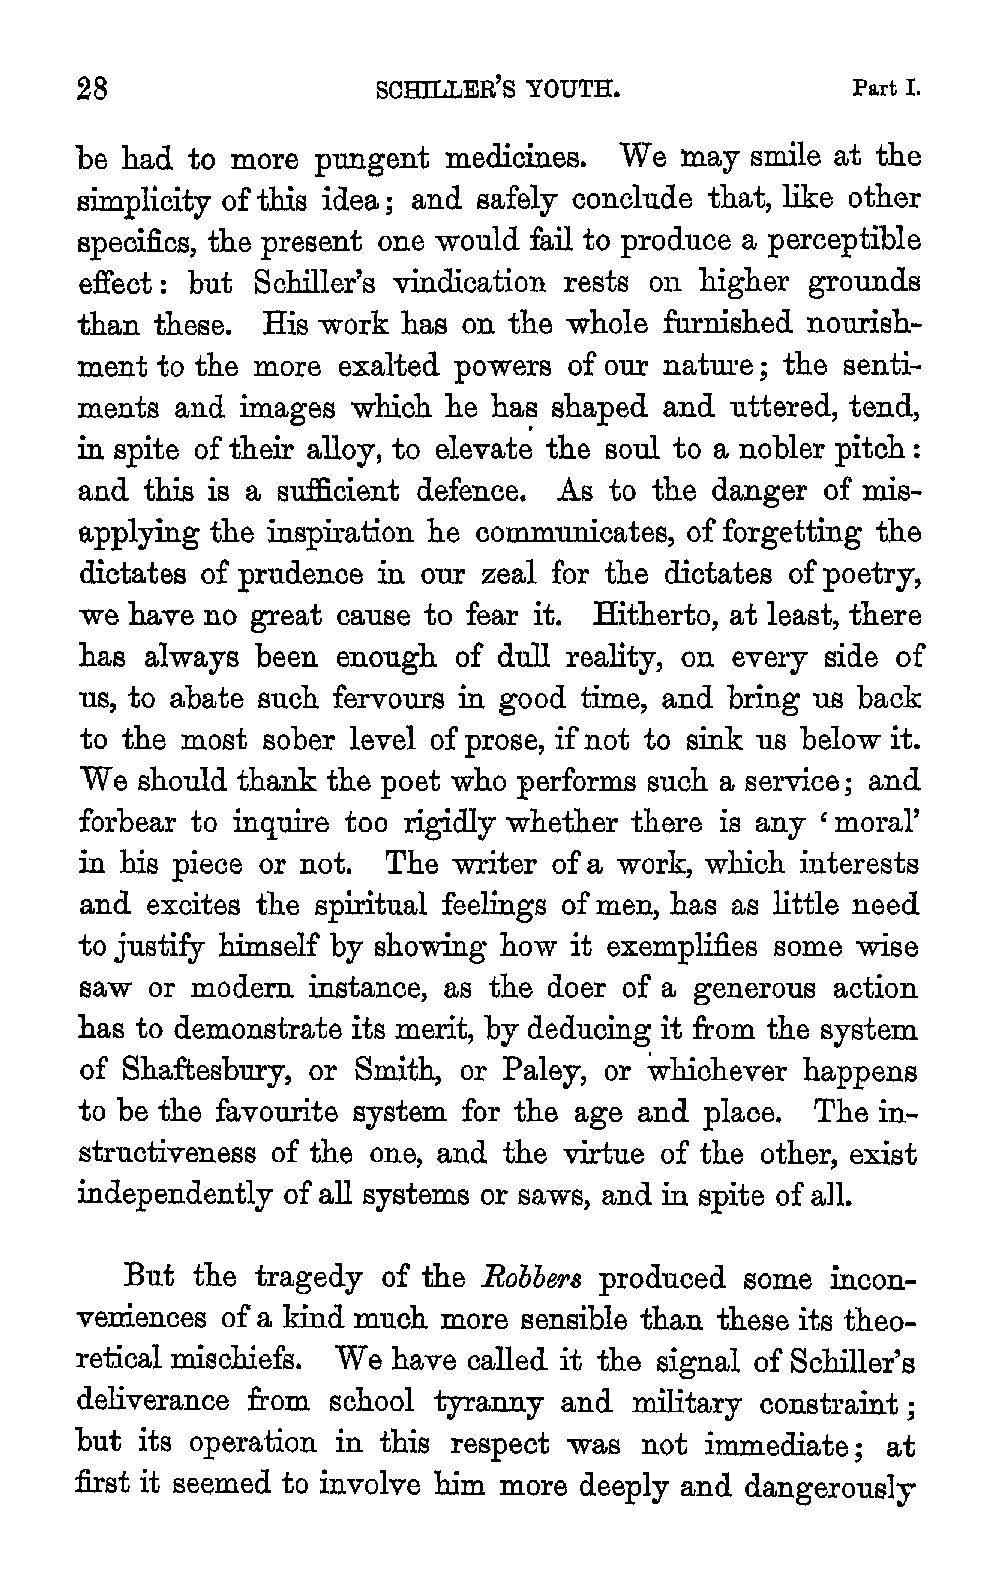 28 SCHILLER'S YOUTH. Part I.
be had to more pungent medicines. We may smile at the
simplicity of this idea; and safely conclude that, like other
specifics, the present one would fail to produce a perceptible
effect: but Schiller's vindication rests on higher grounds
than these. His work has on the whole furnished nourish-
ment to the more exalted powers of our nature; the senti-
ments and images which he has shaped and uttered, tend,
in spite of their alloy, to elevate the soul to a nobler pitch:
and this is a sufficient defence. As to the danger of mis-
applying the inspiration he communicates, of forgetting the
dictates of prudence in our zeal for the dictates of poetry,
we have no great cause to fear it. Hitherto, at least, there
has always been enough of dull reality, on every side of
us, to abate such fervours in good time, and bring us back
to the most sober level of prose, if not to sink us below it.
We should thank the poet who performs such a service; and
forbear to inquire too rigidly whether there is any ‘moral’
in his piece or not. The writer of a work, which interests
and excites the spiritual feelings of men, has as little need
to justify himself by showing how it exemplifies some wise
saw or modern instance, as the doer of a generous action
has to demonstrate its merit, by deducing it from the system
of Shaftesbury, or Smith, or Paley, or whichever happens
to be the favourite system for the age and place. The in-
structiveness of the one, and the virtue of the other, exist
independently of all systems or saws, and in spite of all.
But the tragedy of the Robbers produced some incon-
veniences of a kind much more sensible than these its theo-
retical mischiefs. We have called it the signal of Schiller's
deliverance from school tyranny and military constraint;
but its operation in this respect was not immediate; at
first it seemed to involve him more deeply and dangerously